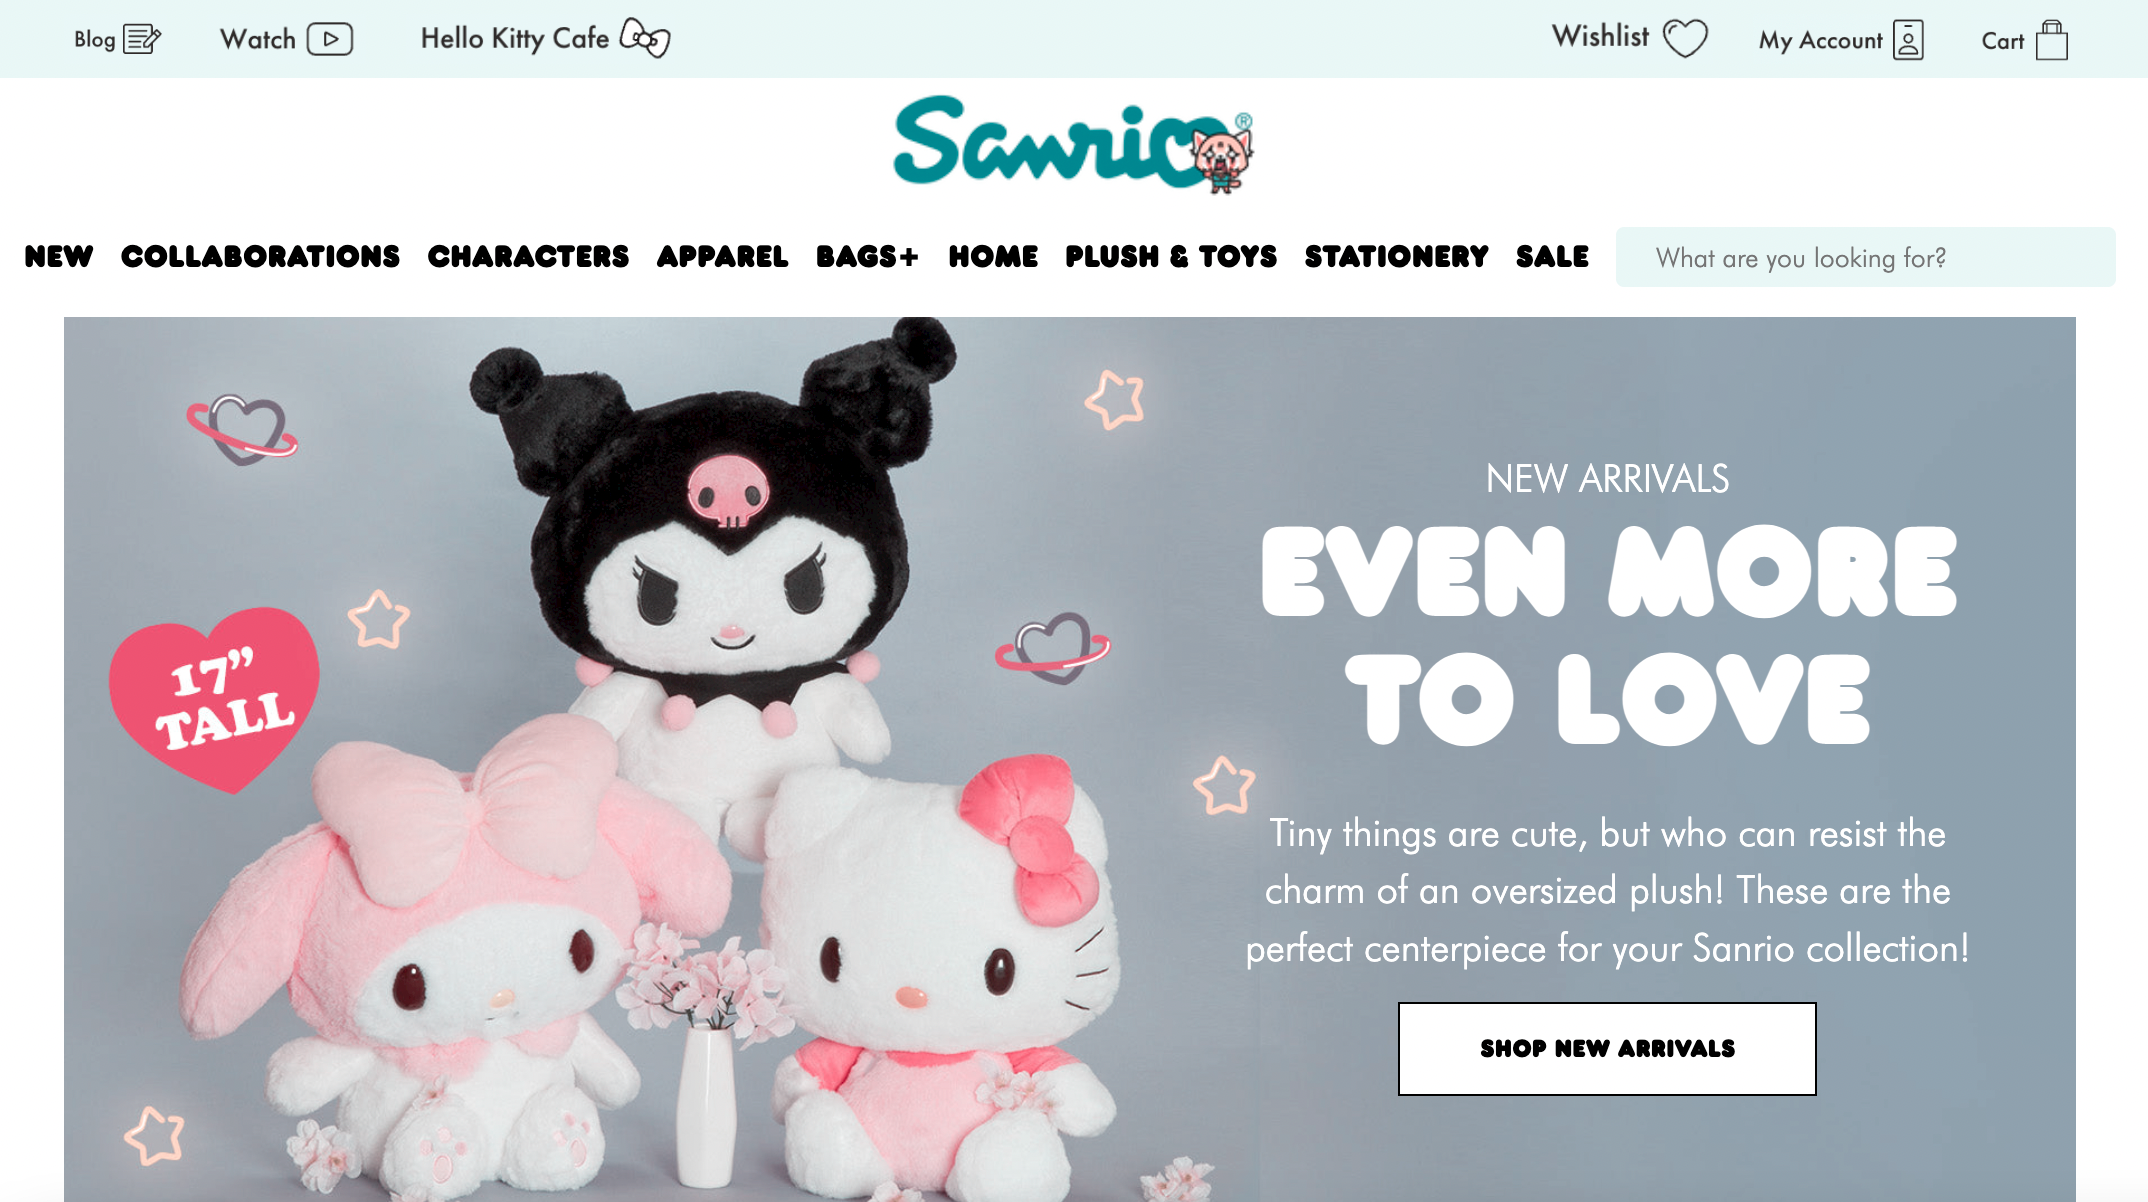 Blog
Watch
Hello Kitty Cafe
Wishlist
My Account
Cart
Sanrio®
NEW
COLLABORATIONS
CHARACTERS
APPAREL
BAGS+
HOME
PLUSH & TOYS
STATIONERY
SALE
What are you looking for?
17”
TALL
NEW ARRIVALS
EVEN MORE
TO LOVE
Tiny things are cute, but who can resist the
charm of an oversized plush! These are the
perfect centerpiece for your Sanrio collection!
SHOP NEW ARRIVALS